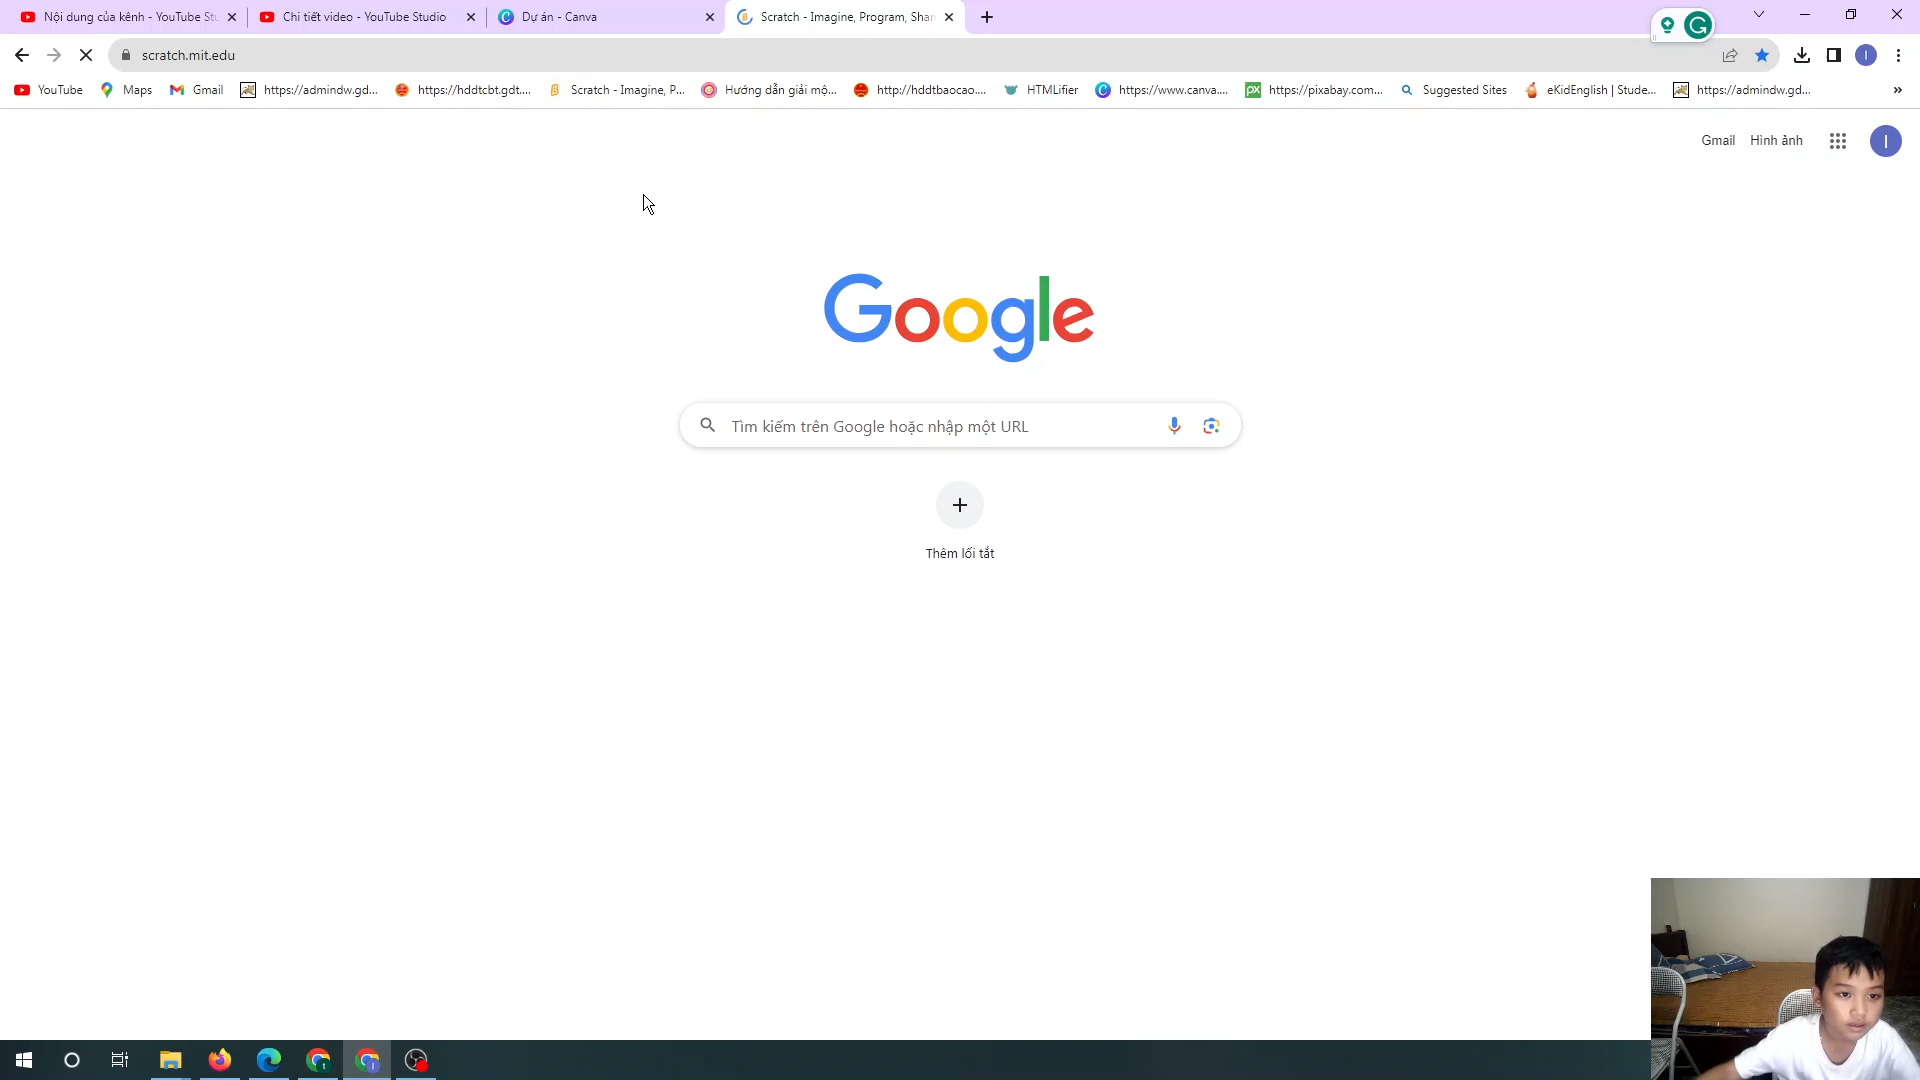 Nội dung của kênh - YouTube Stu
Chi tiết video - YouTube Studio
Dự án - Canva
Scratch - Imagine, Program, Shar
scratch.mit.edu
I
YouTube
Maps
Gmail
https://admindw.gd...
https://hddtcbt.gdt....
Scratch - Imagine, P...
Hướng dẫn giải mộ...
http://hddtbaocao....
HTMLifier
https://www.canva....
https://pixabay.com...
Suggested Sites
eKidEnglish | Stude...
https://admindw.gd...
»
Gmail
Hình ảnh
I
Google
Tìm kiếm trên Google hoặc nhập một URL
Thêm lối tắt